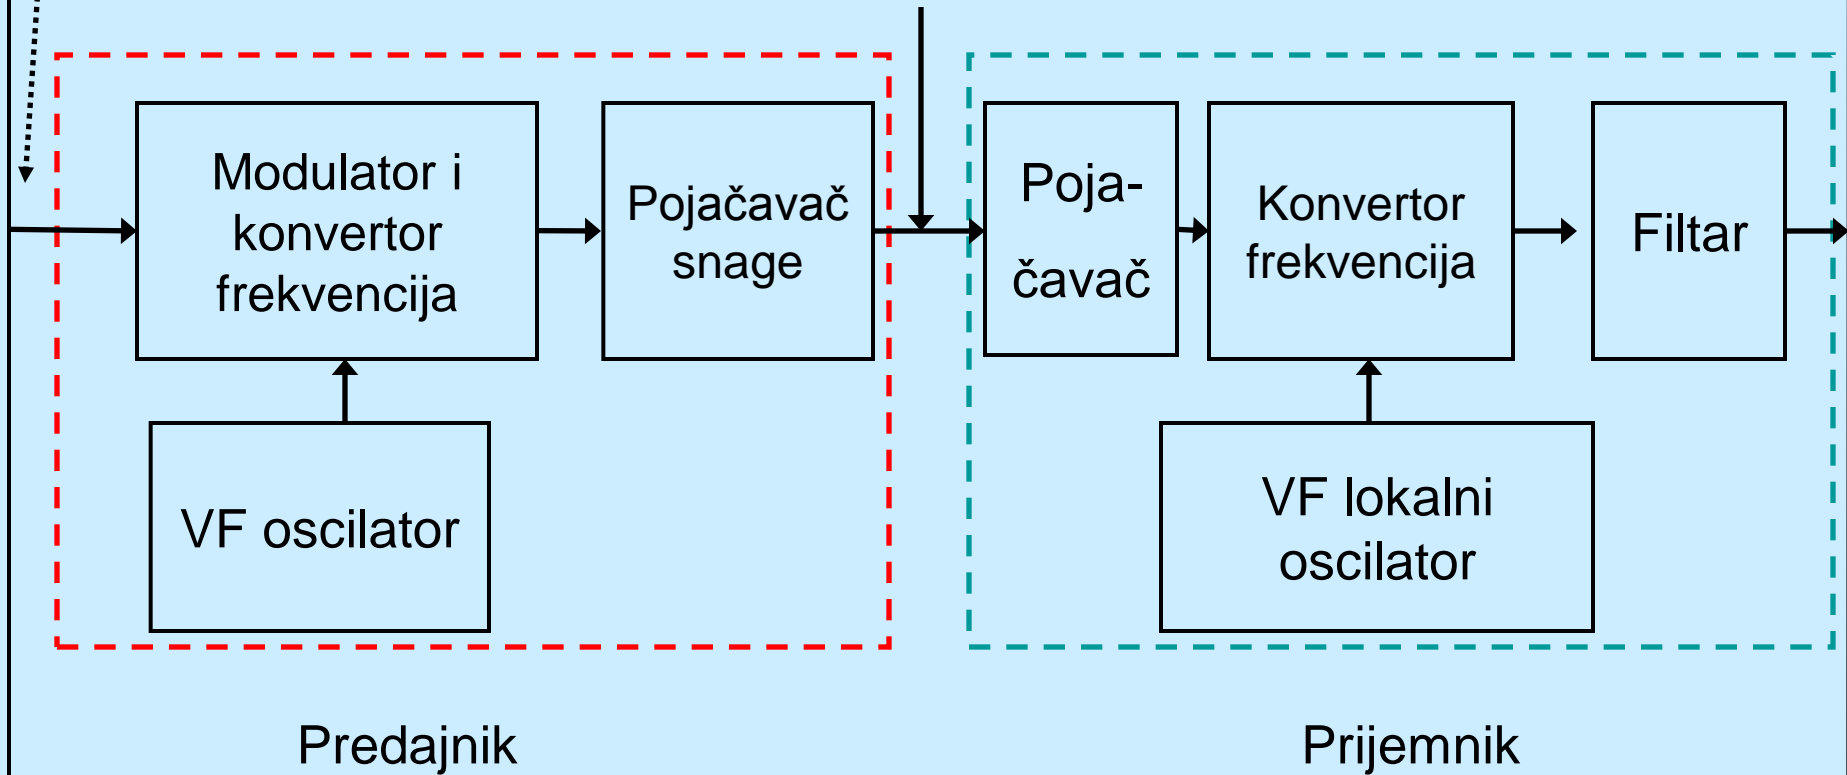 Modulator i
konvertor
frekvencija
Pojačavač
snage
Poja-
čavač
Konvertor
frekvencija
Filtar
VF oscilator
VF lokalni
oscilator
Predajnik
Prijemnik